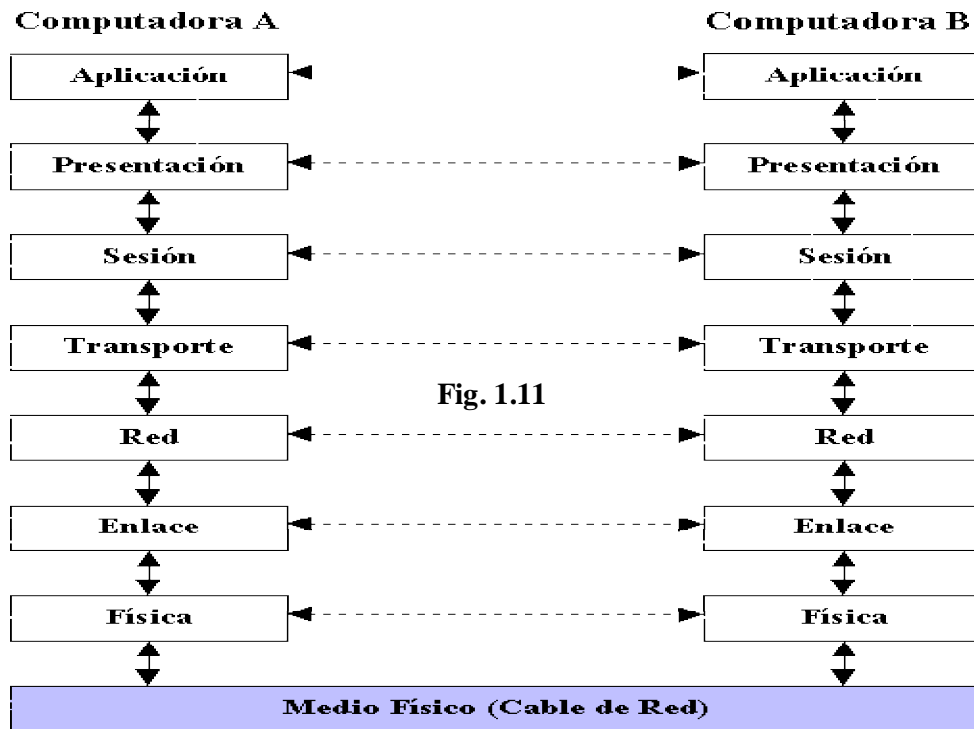 Computadora A
Computadora B
Aplicación
Aplicación
Presentación
Presentación
Sesión
Sesión
Transporte
Transporte
Fig. 1.11
Red
Red
Enlace
Enlace
Física
Física
Medio Físico (Cable de Red)